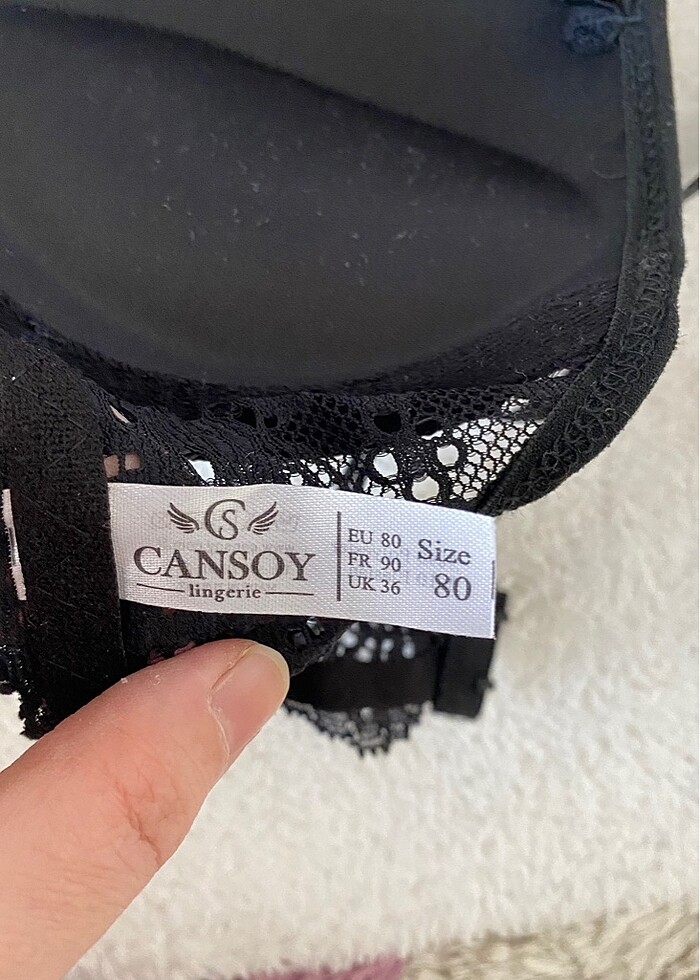 CS
CANSOY
lingerie
EU 80
FR 90
UK 36
Size
80